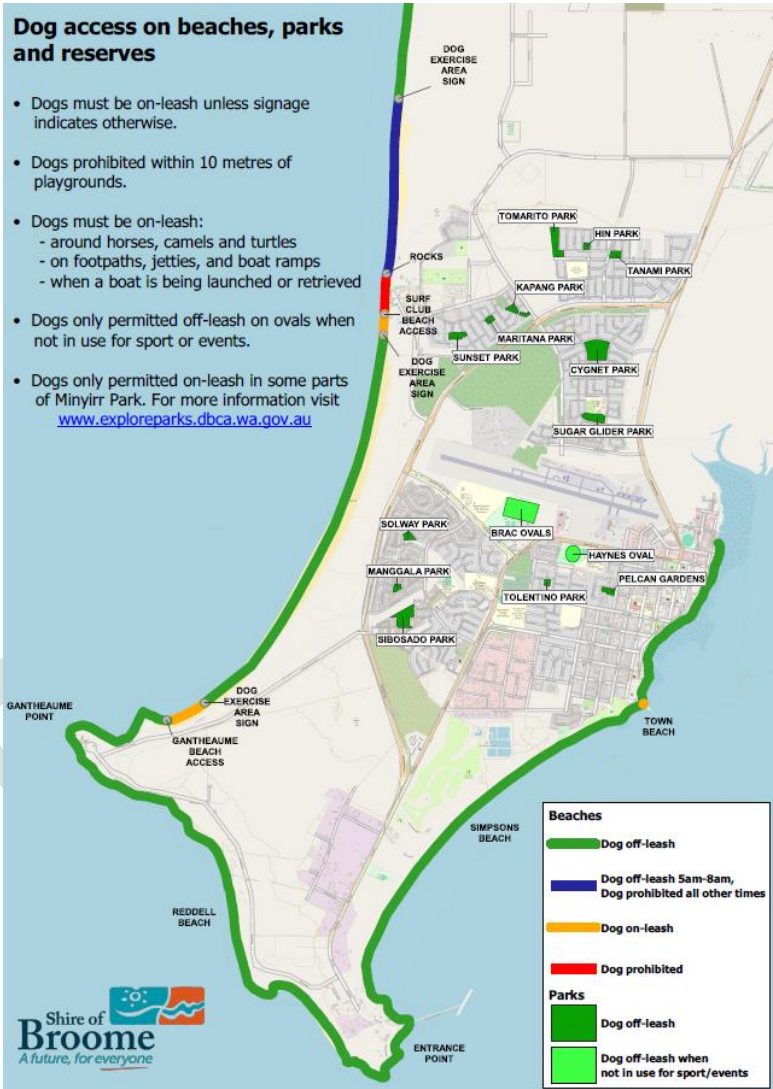 Dog access on beaches, parks
and reserves
• Dogs must be on-leash unless signage
indicates otherwise.
• Dogs prohibited within 10 metres of
playgrounds.
• Dogs must be on-leash:
- around horses, camels and turtles
- on footpaths, jetties, and boat ramps
- when a boat is being launched or retrieved
• Dogs only permitted off-leash on ovals when
not in use for sport or events.
• Dogs only permitted on-leash in some parts
of Minyirr Park. For more information visit
www.exploreparks.dbca.wa.gov.au
DOG
EXERCISE
AREA
SIGN
TOMARITO PARK
HIN PARK
TANAMI PARK
ROCKS
KAPANG PARK
SURF
CLUB
BEACH
ACCESS
MARITANA PARK
SUNSET PARK
DOG
EXERCISE
AREA
SIGN
CYGNET PARK
SUGAR GLIDER PARK
SOLWAY PARK
BRAC OVALS
HAYNES OVAL
MANGGALA PARK
PELCAN GARDENS
TOLENTINO PARK
SIBOSADO PARK
DOG
EXERCISE
AREA
SIGN
GANTHEAUME
POINT
GANTHEAUME
BEACH
ACCESS
TOWN
BEACH
SIMPSONS
BEACH
REDDELL
BEACH
ENTRANCE
POINT
Beaches
Dog off-leash
Dog off-leash 5am-8am,
Dog prohibited all other times
Dog on-leash
Dog prohibited
Parks
Dog off-leash
Dog off-leash when
not in use for sport/events
Shire of
Broome
A future, for everyone